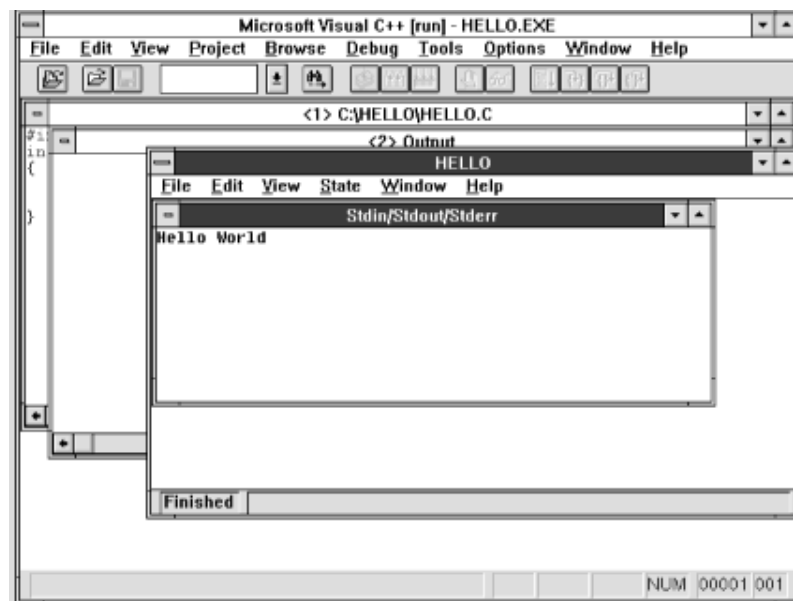 Microsoft Visual C++ [run] - HELLO.EXE
File Edit View Project Browse Debug Tools Options Window Help
<1> C:\HELLO\HELLO.C
#i
<2> Output
in
HELLO
{
File Edit View State Window Help
}
Stdin/Stdout/Stderr
Hello World
Finished
NUM 00001 001